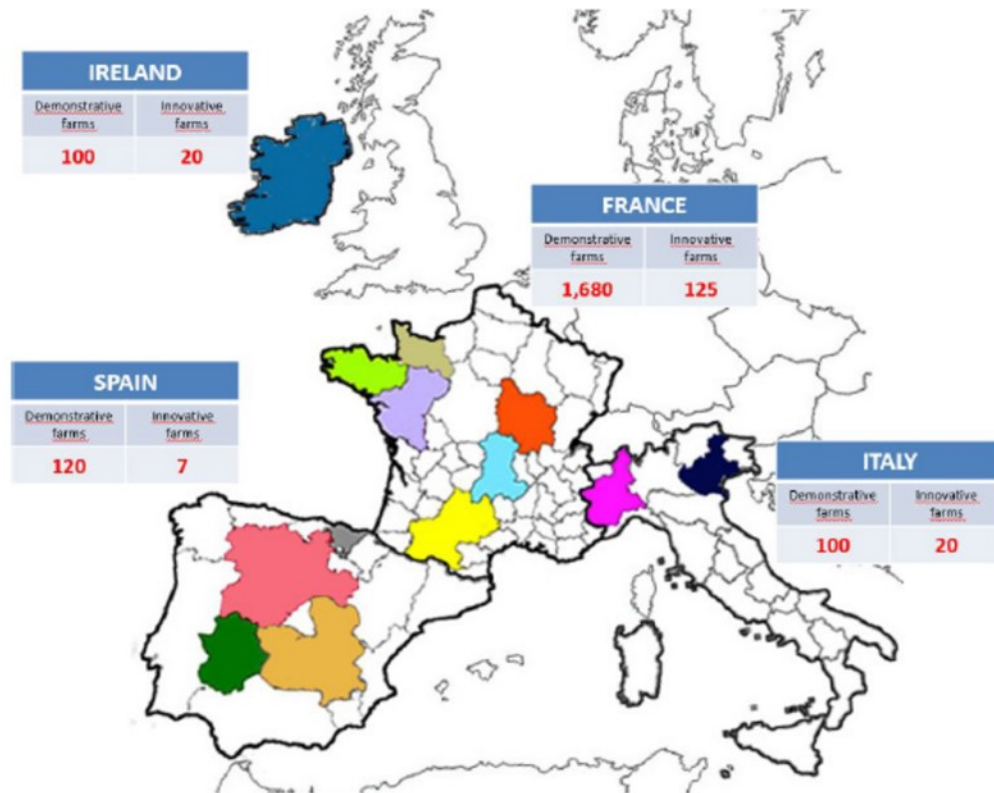 IRELAND
Demonstrative farms
Innovative farms
100
20
FRANCE
Demonstrative farms
Innovative farms
1,680
125
SPAIN
Demonstrative farms
Innovative farms
120
7
ITALY
Demonstrative farms
Innovative farms
100
20